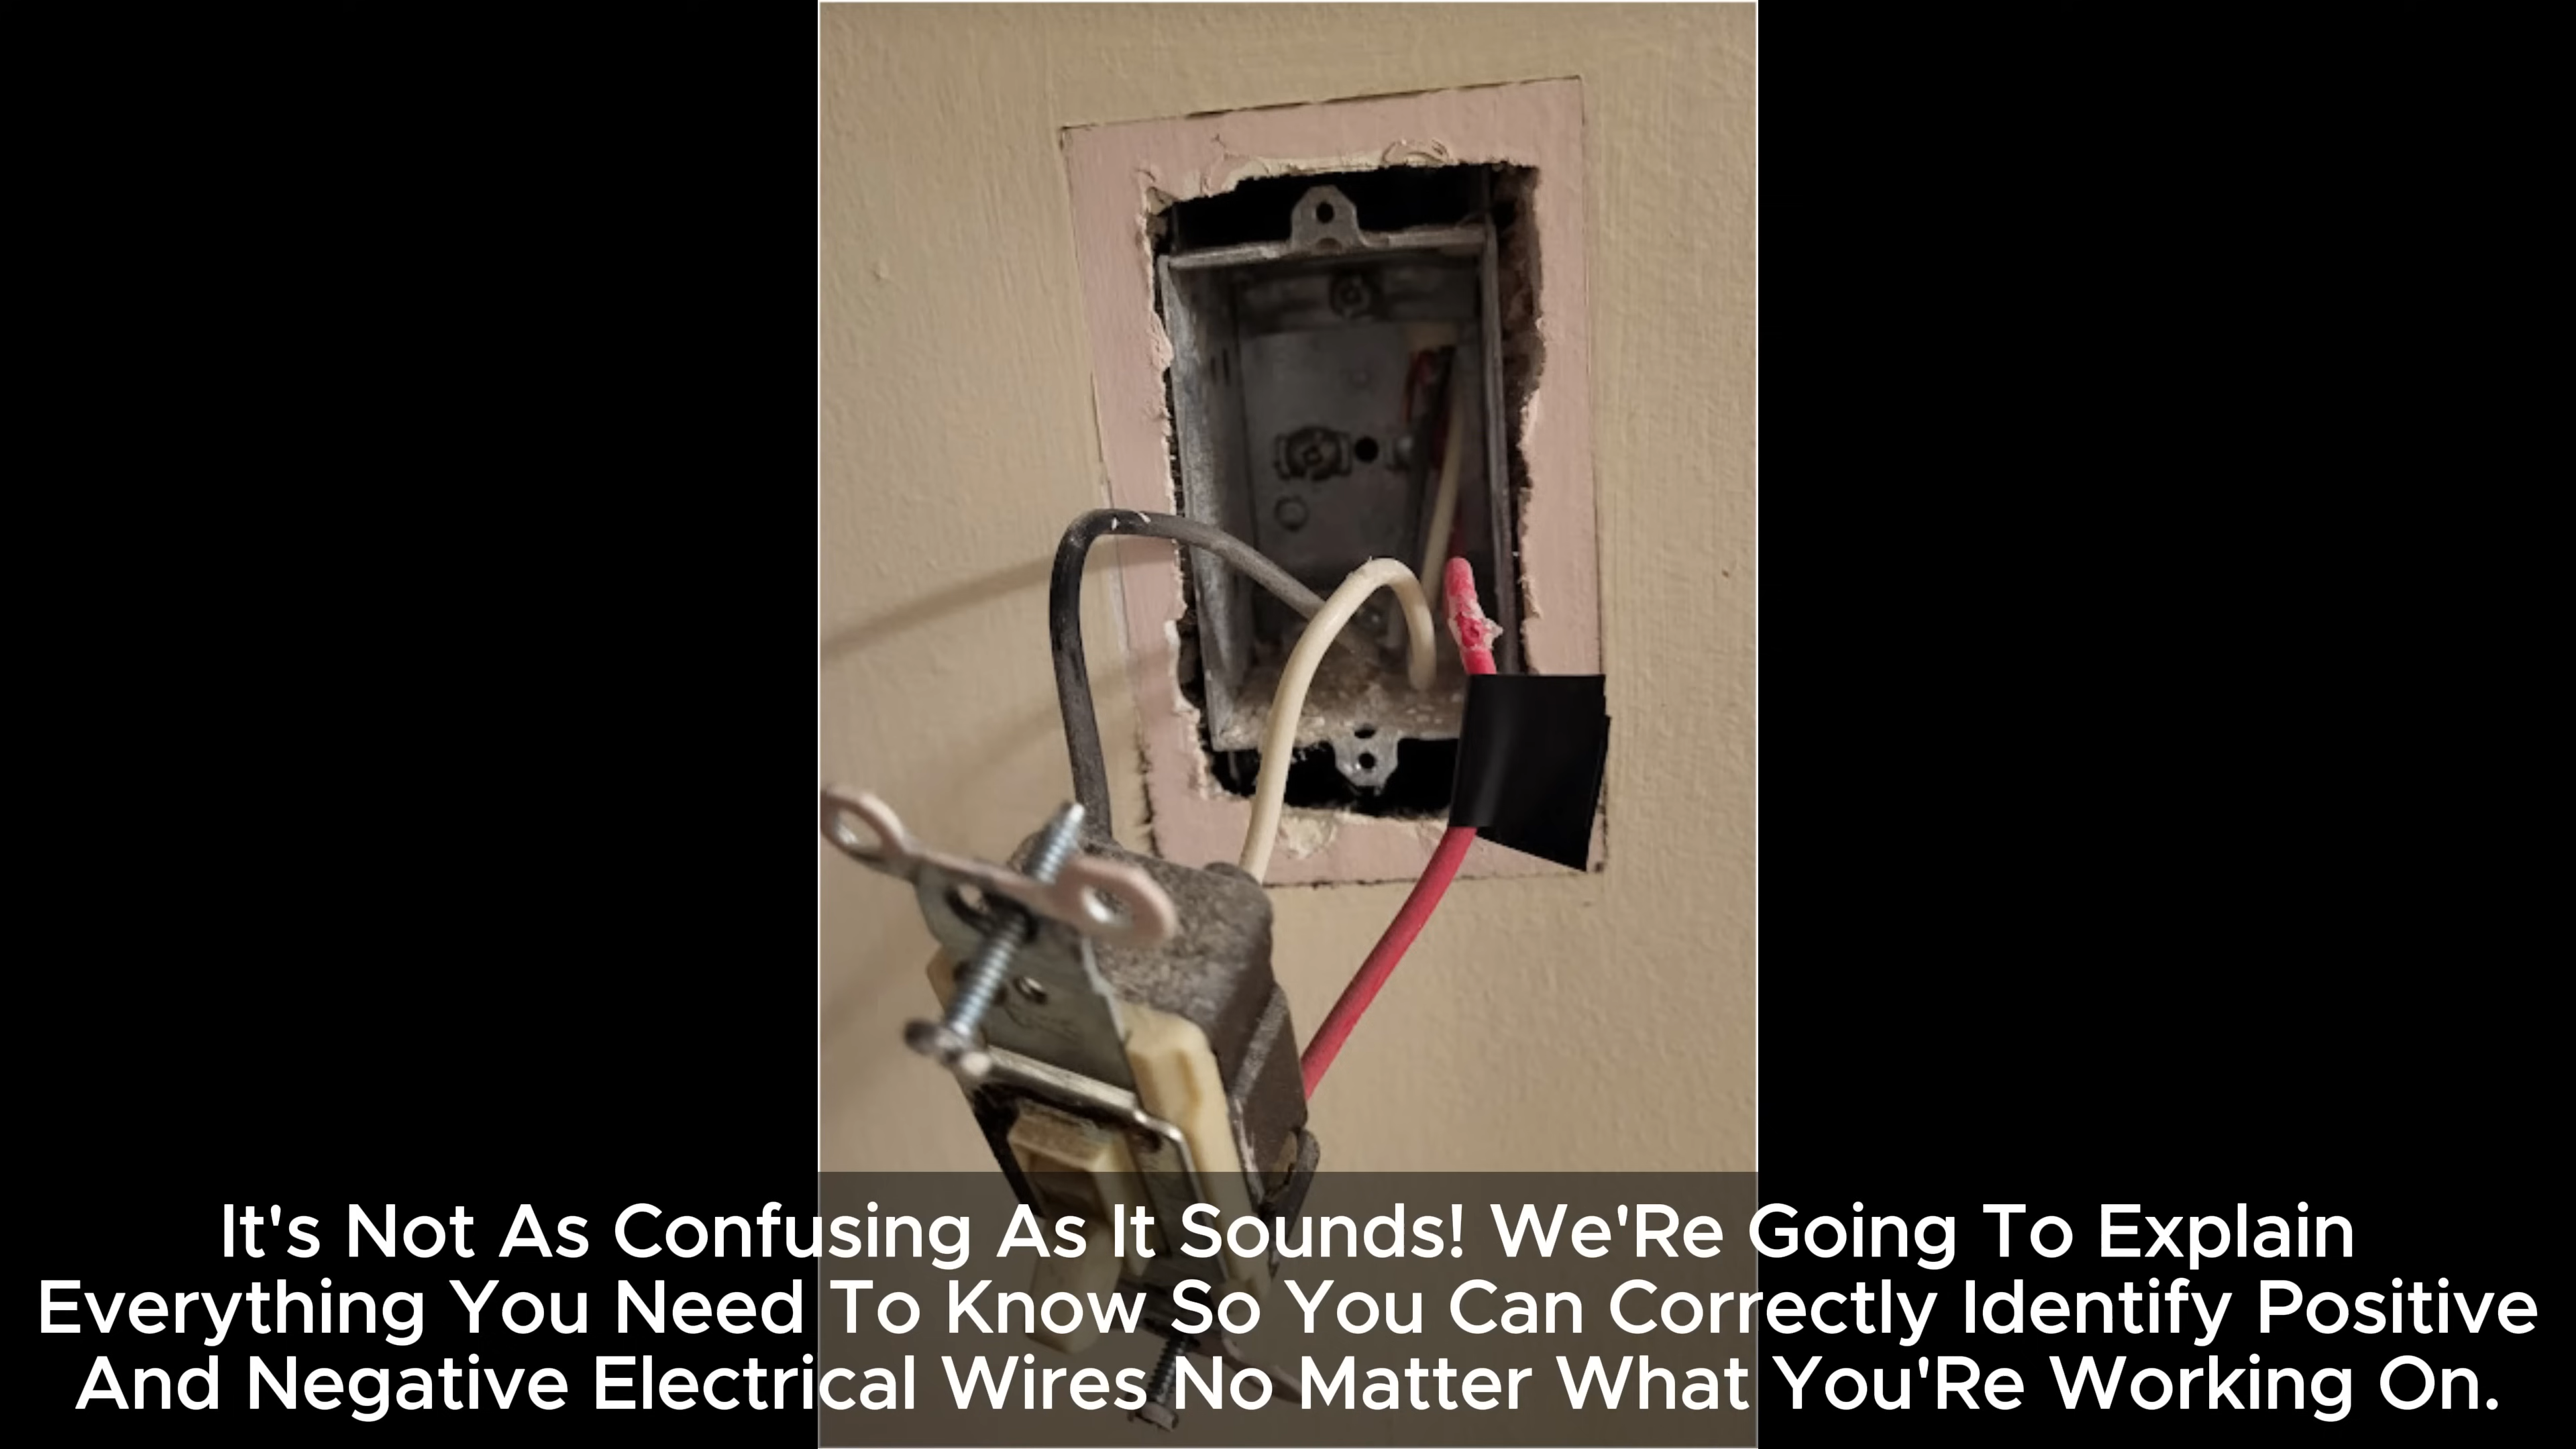 It's Not As Confusing As It Sounds! We'Re Going To Explain
Everything You Need To Know So You Can Correctly Identify Positive
And Negative Electrical Wires No Matter What You'Re Working On.